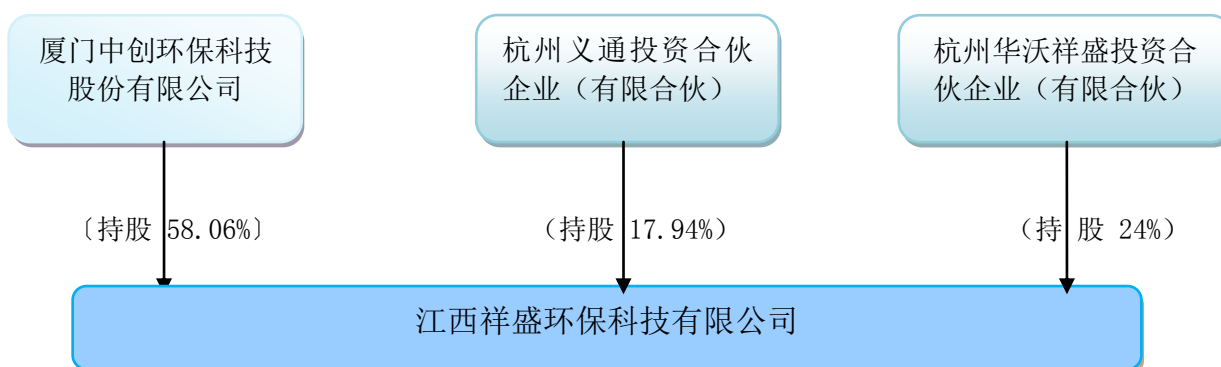 厦门中创环保科技
股份有限公司
杭州义通投资合伙
企业（有限合伙）
杭州华沃祥盛投资合
伙企业（有限合伙）
〔持股 58.06%〕
（持股 17.94%）
（持 股 24%）
江西祥盛环保科技有限公司